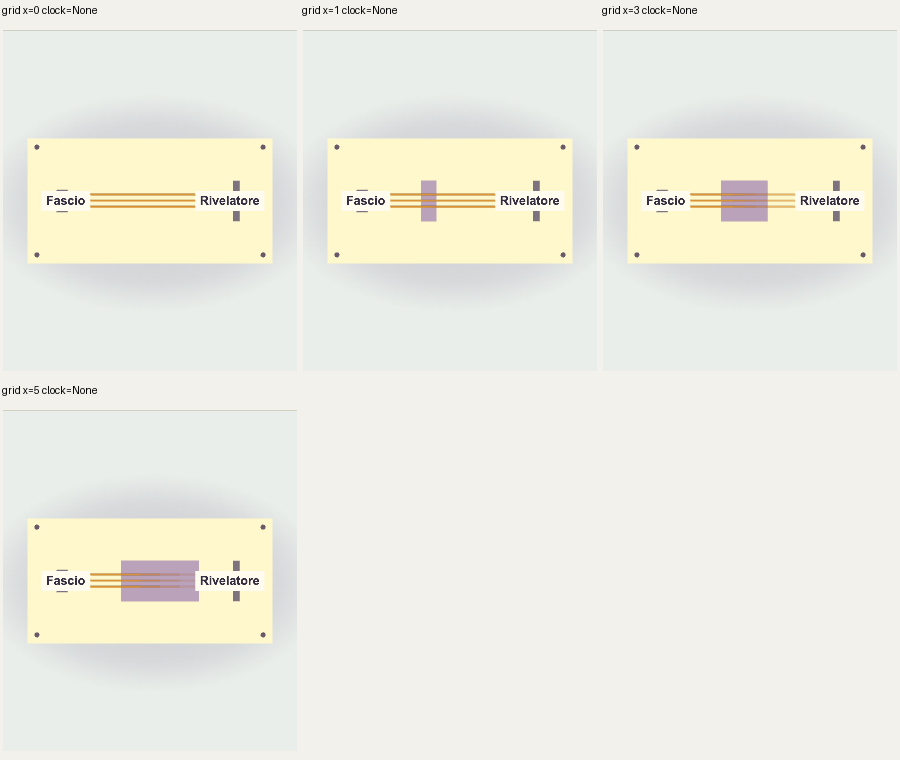 grid x=0 clock=None
grid x=1 clock=None
grid x=3 clock=None
Fascio
Rivelatore
Fascio
Rivelatore
Fascio
Rivelatore
grid x=5 clock=None
Fascio
Rivelatore